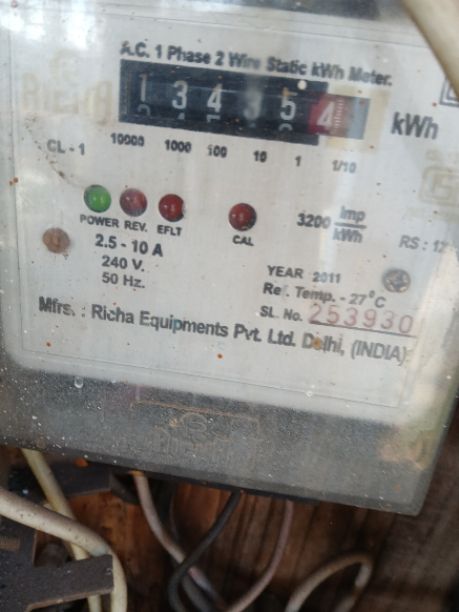 A.C. 1 Phase 2 Wire Static kWh Meter.
1 3 4 3 5 4 kWh
CL - 1 10000 1000 100 10 1 1/10
POWER REV. EFLT CAL 3200 Imp/kWh
2.5 - 10 A RS : 12
240 V.
50 Hz.
YEAR 2011
Ref. Temp. - 27°C
SL. No. 253930
Mfrs. : Richa Equipments Pvt. Ltd. Delhi, (INDIA)